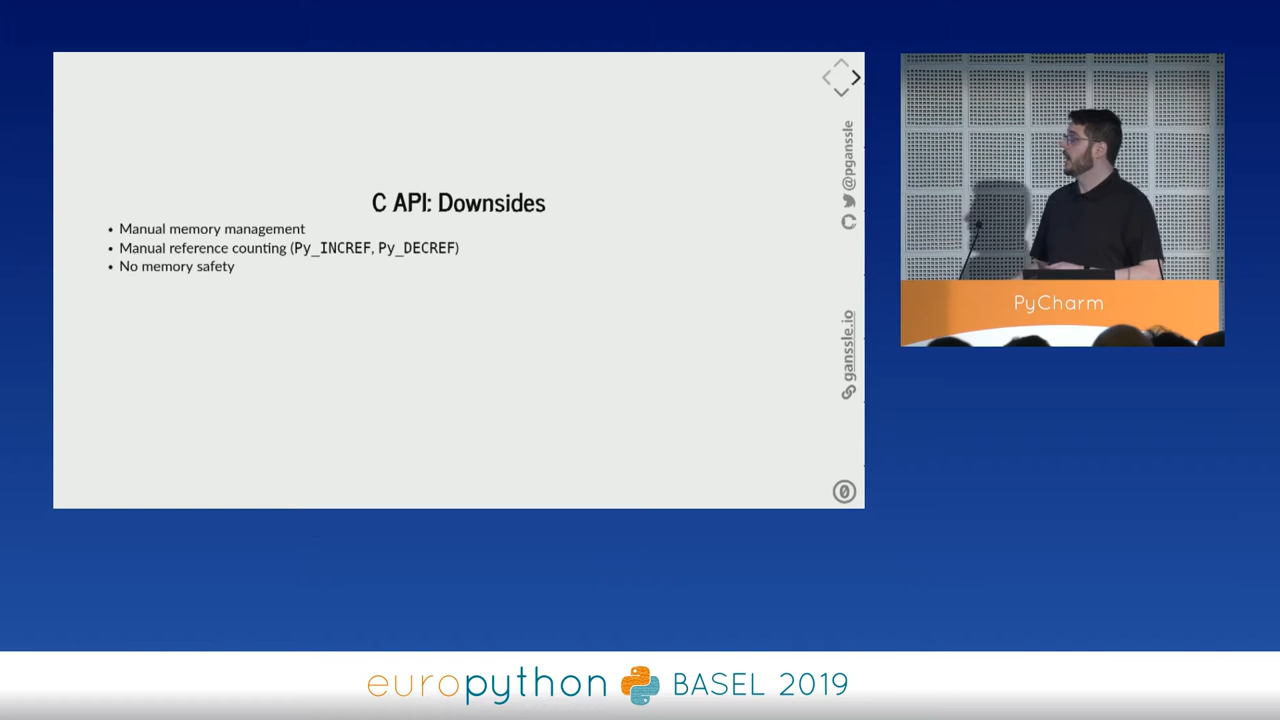 C API: Downsides
• Manual memory management
• Manual reference counting (Py_INCREF, Py_DECREF)
• No memory safety
@pganssle
ganssle.io
PyCharm
europython BASEL 2019